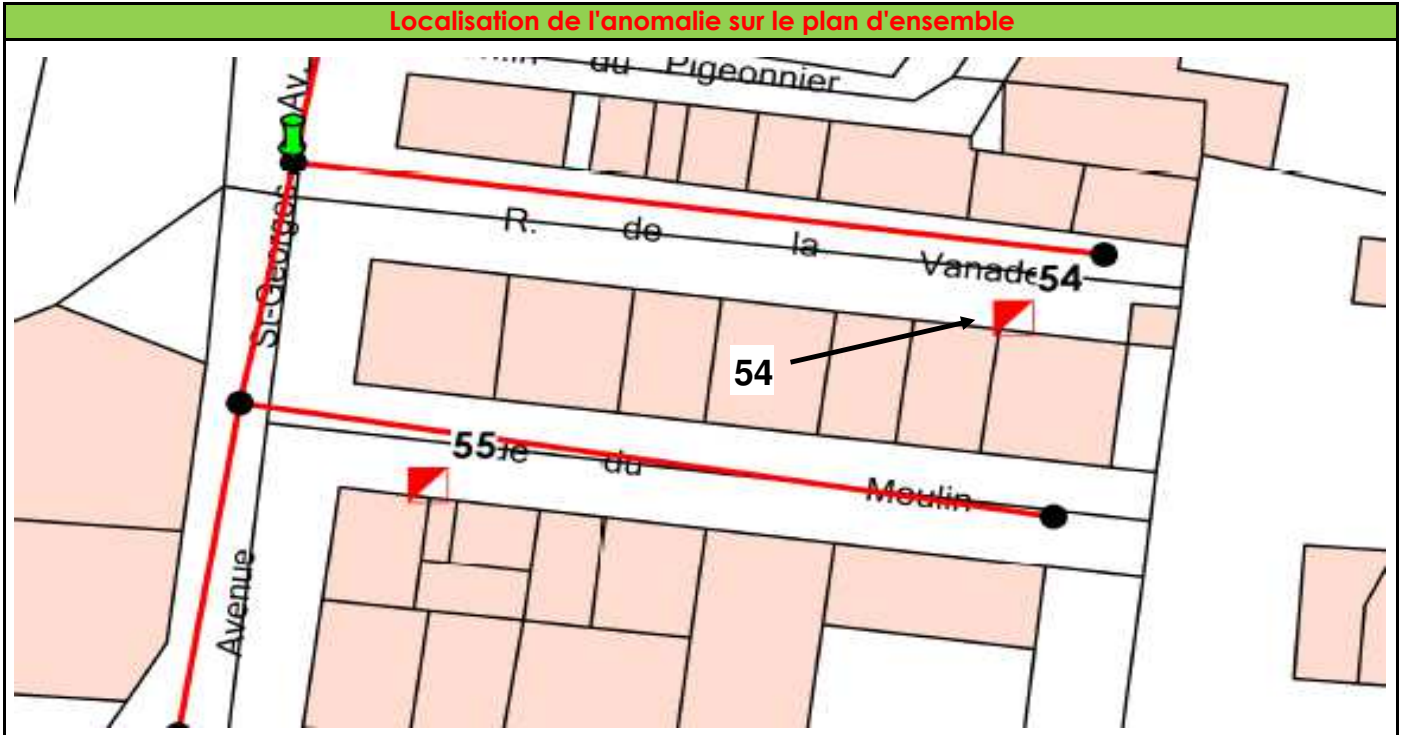 Localisation de l'anomalie sur le plan d'ensemble
du Pigeonnier
Av.
St-Georges
R. de la
54
54
55
du
Moulin
Avenue